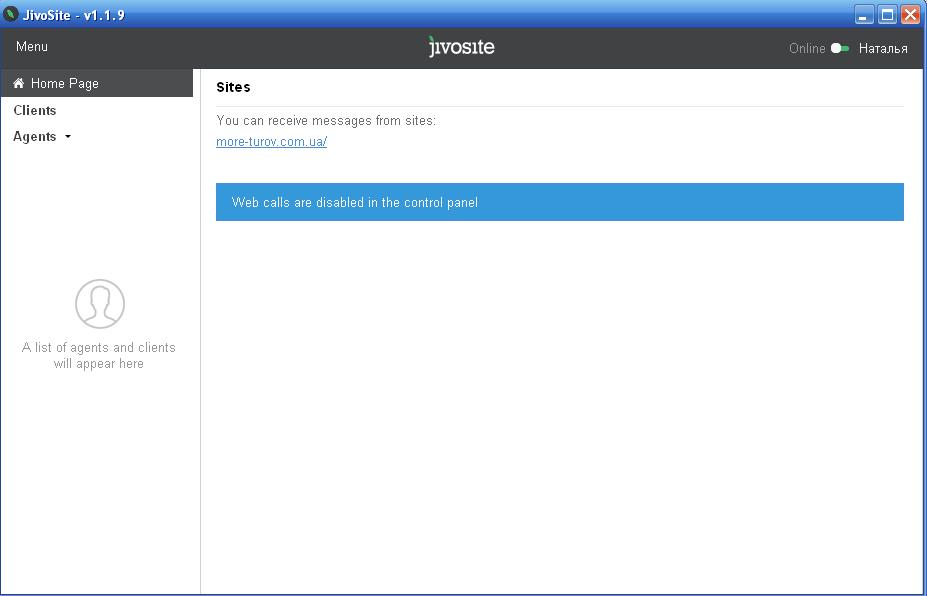 JivoSite - v1.1.9
Menu
jivosite
Online Наталья
Home Page
Clients
Agents
A list of agents and clients
will appear here
Sites
You can receive messages from sites:
more-turov.com.ua/
Web calls are disabled in the control panel